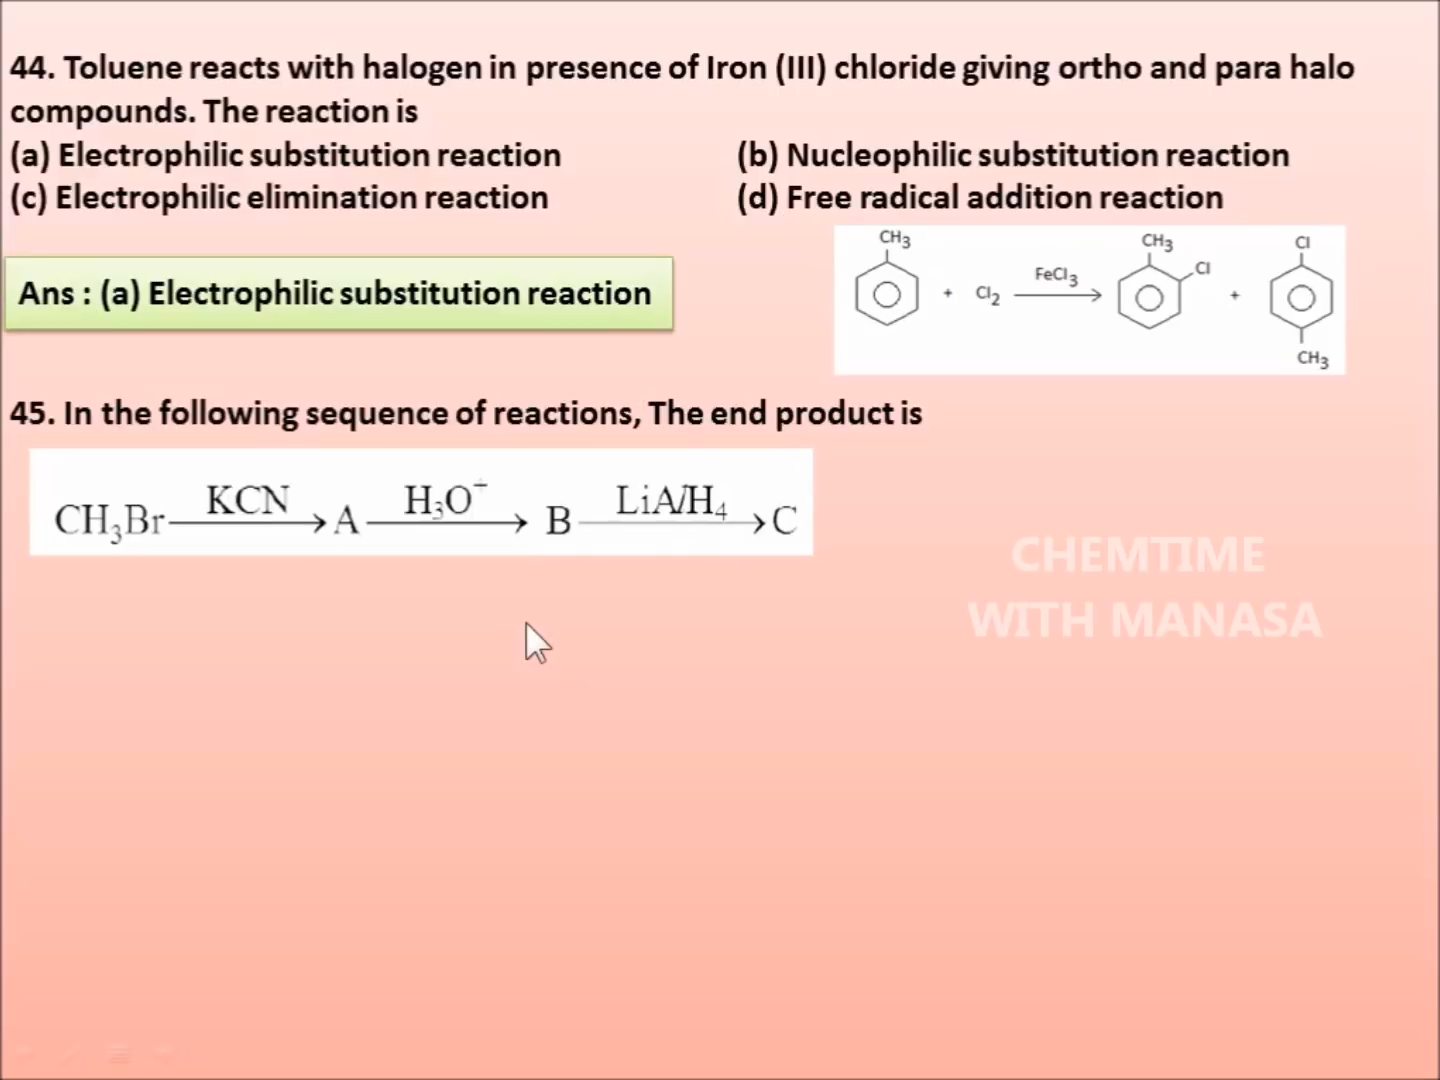 44. Toluene reacts with halogen in presence of Iron (III) chloride giving ortho and para halo
compounds. The reaction is
(a) Electrophilic substitution reaction (b) Nucleophilic substitution reaction
(c) Electrophilic elimination reaction (d) Free radical addition reaction
CH3 CH3 Cl
Cl
FeCl3
+ Cl2 +
CH3
Ans : (a) Electrophilic substitution reaction
45. In the following sequence of reactions, The end product is
KCN H3O+ LiAlH4
CH3Br → A → B → C
CHEMTIME
WITH MANASA